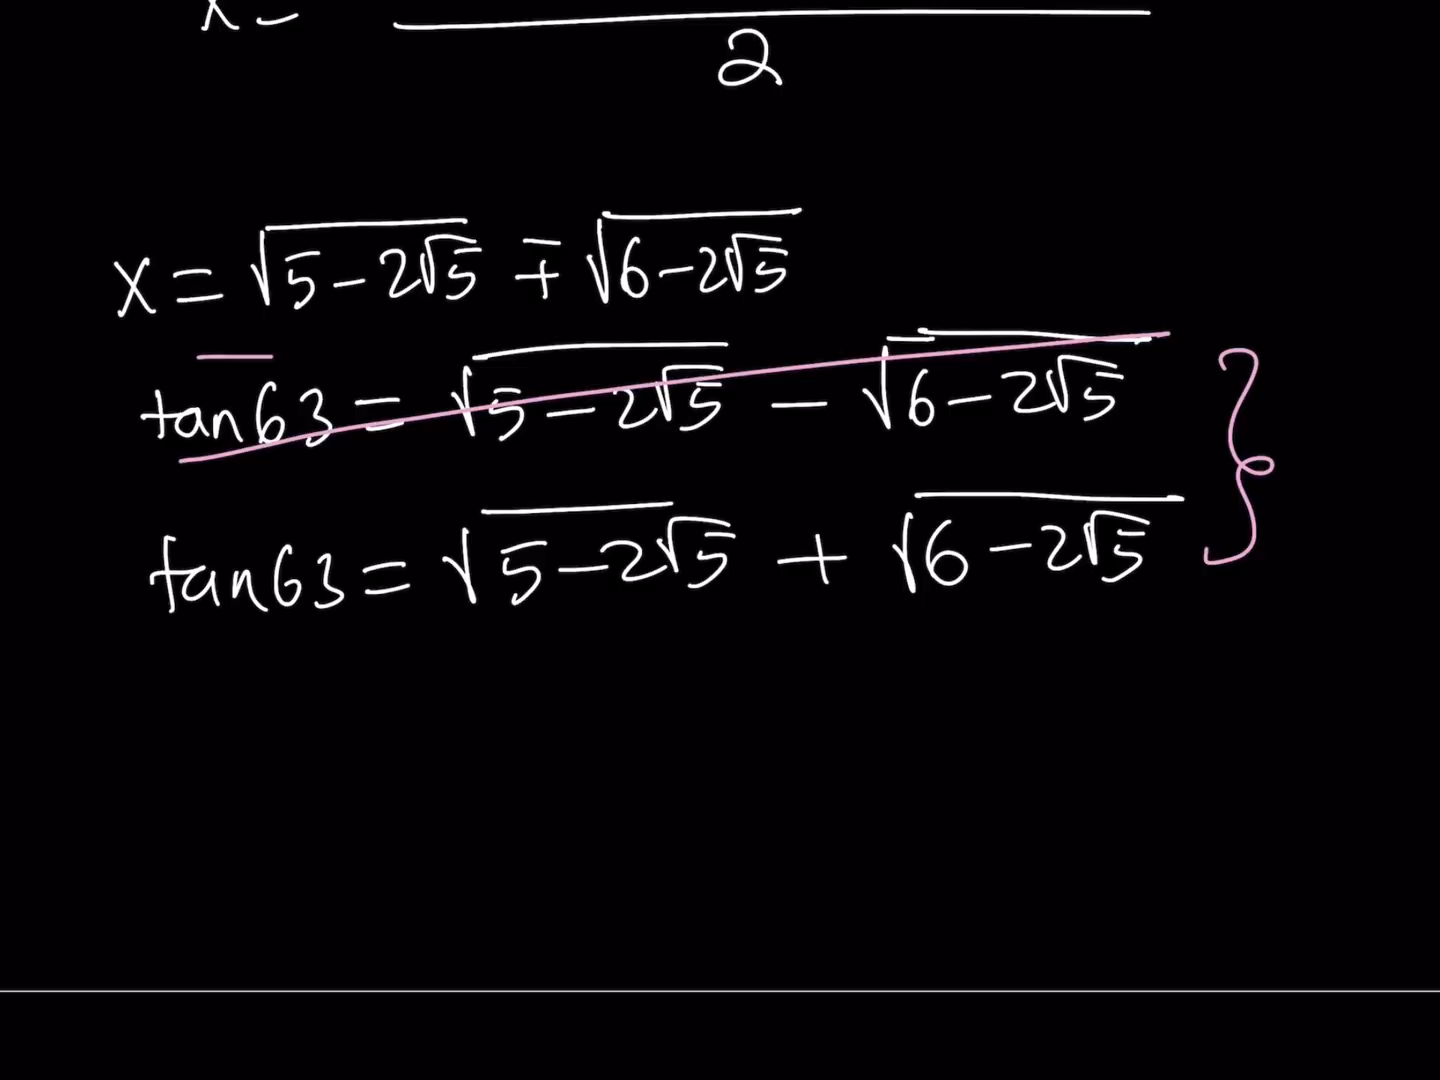 x =
2
x = √(5-2√5) ∓ √(6-2√5)
tan63 = √(5-2√5) - √(6-2√5)
tan63 = √(5-2√5) + √(6-2√5)